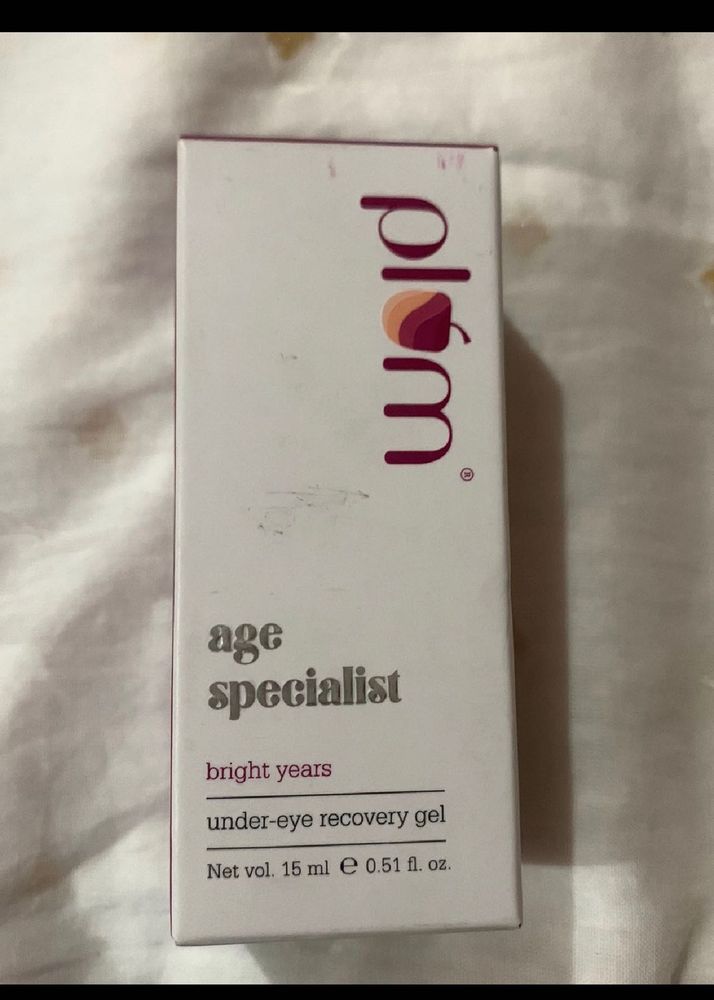 plum®
age
specialist
bright years
under-eye recovery gel
Net vol. 15 ml ℮ 0.51 fl. oz.